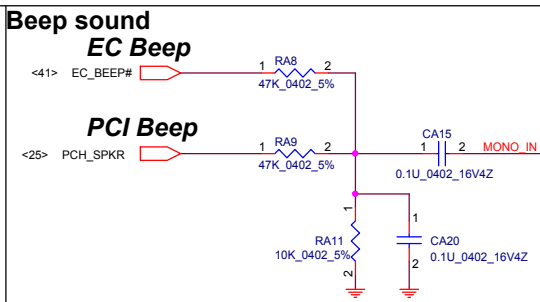 Beep sound
EC Beep
<41> EC_BEEP# 1 RA8 2
47K_0402_5%
PCI Beep
<25> PCH_SPKR 1 RA9 2
47K_0402_5%
CA15
1 2 MONO_IN
0.1U_0402_16V4Z
1
RA11
10K_0402_5%
2
1
CA20
0.1U_0402_16V4Z
2